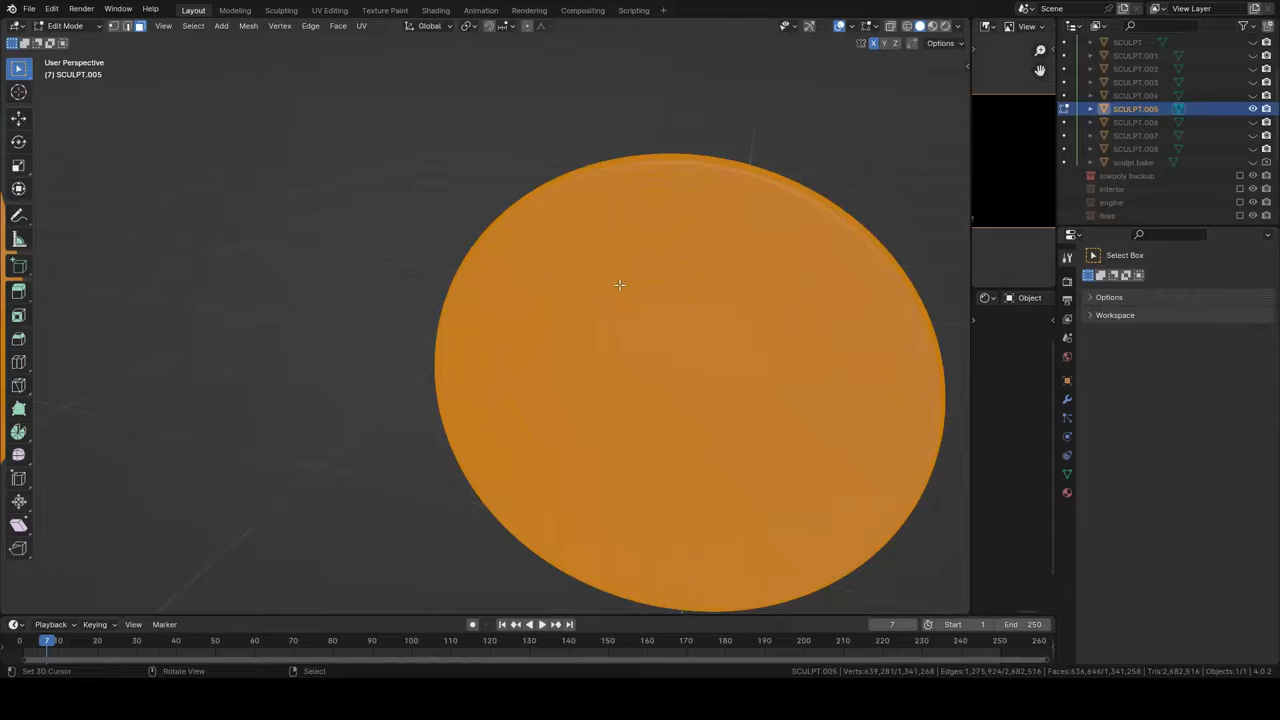 File Edit Render Window Help Layout Modeling Sculpting UV Editing Texture Paint Shading Animation Rendering Compositing Scripting Scene View Layer
Edit Mode View Select Add Mesh Vertex Edge Face UV Global View
X Y Z Options
User Perspective
(7) SCULPT.005
SCULPT
SCULPT.001
SCULPT.002
SCULPT.003
SCULPT.004
SCULPT.005
SCULPT.006
SCULPT.007
SCULPT.008
sculpt bake
lowpoly backup
interior
engine
tires
Select Box
Options
Workspace
Object
Playback Keying View Marker 7 Start 1 End 250
0 7 10 20 30 40 50 60 70 80 90 100 110 120 130 140 150 160 170 180 190 200 210 220 230 240 250 260
Set 3D Cursor Rotate View Select SCULPT.005 | Verts:639,281/1,341,268 | Edges:1,275,924/2,682,516 | Faces:636,646/1,341,258 | Tris:2,682,516 | Objects:1/1 | 4.0.2